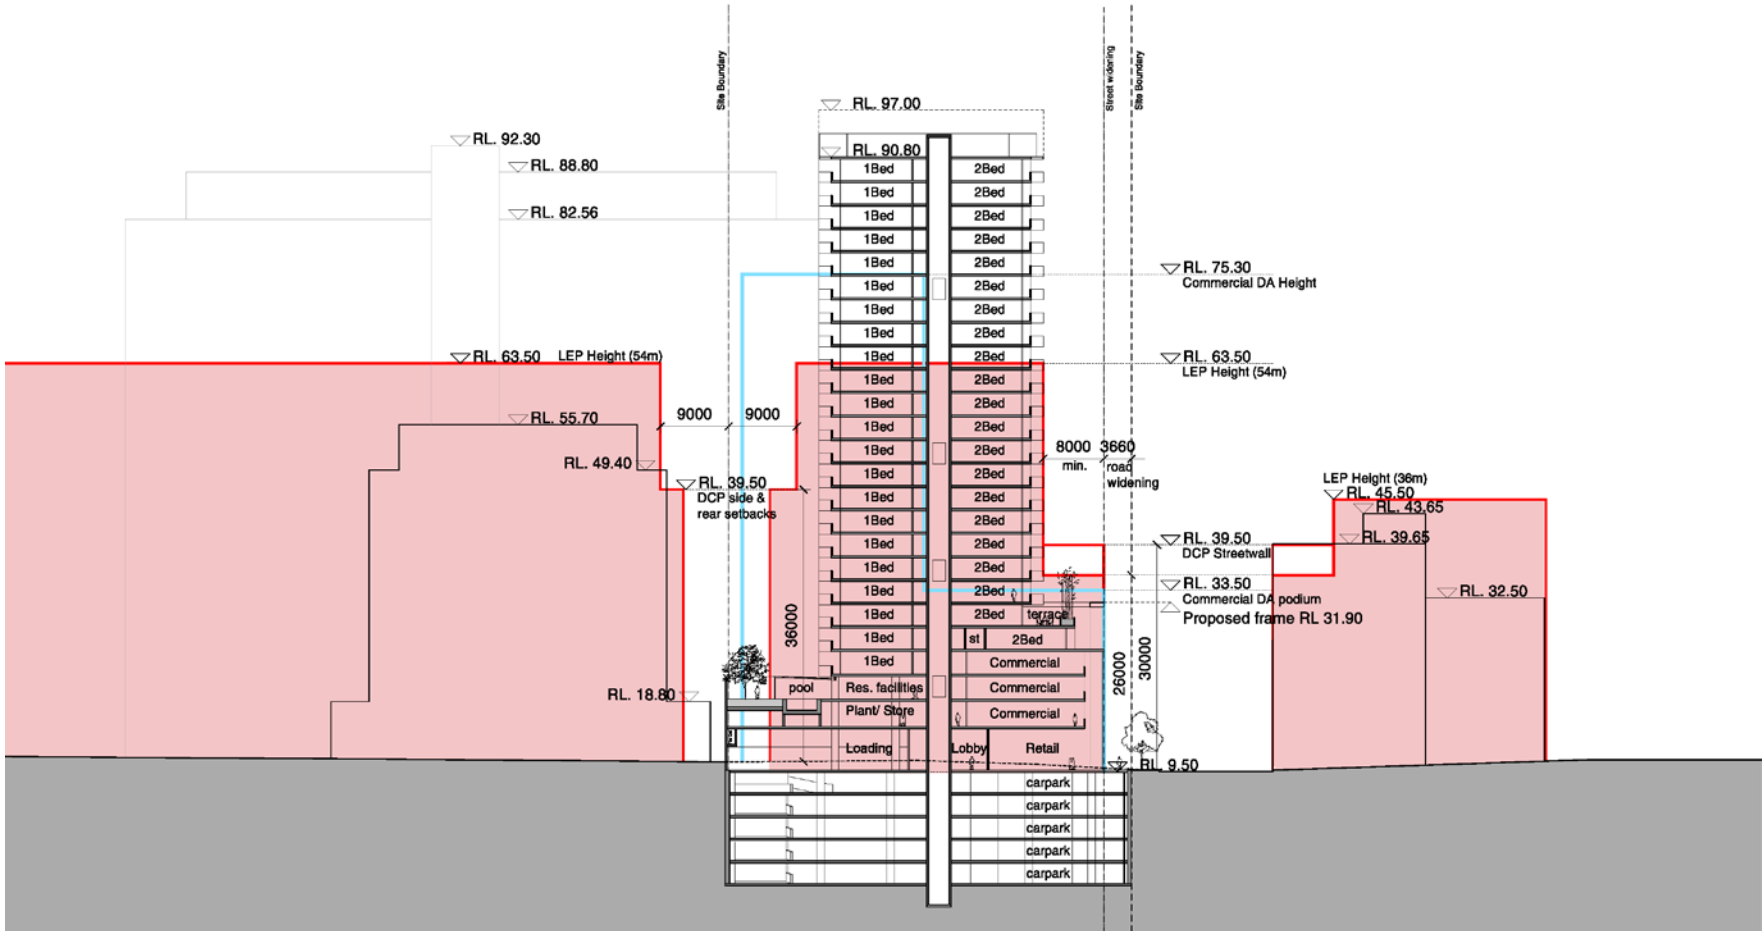 Site Boundary
Street widening
Site Boundary
RL. 97.00
RL. 92.30
RL. 90.80
RL. 88.80
1Bed 2Bed
1Bed 2Bed
RL. 82.56
1Bed 2Bed
1Bed 2Bed
1Bed 2Bed
RL. 75.30
Commercial DA Height
1Bed 2Bed
1Bed 2Bed
1Bed 2Bed
RL. 63.50 LEP Height (54m)
1Bed 2Bed
RL. 63.50
LEP Height (54m)
1Bed 2Bed
1Bed 2Bed
RL. 55.70
9000 9000
1Bed 2Bed
1Bed 2Bed
8000 3660
min. road
widening
RL. 49.40
1Bed 2Bed
RL. 39.50
DCP side &
rear setbacks
1Bed 2Bed
LEP Height (36m)
RL. 45.50
RL. 43.65
1Bed 2Bed
1Bed 2Bed
RL. 39.50
DCP Streetwall
RL. 39.65
1Bed 2Bed
1Bed 2Bed
RL. 33.50
Commercial DA podium
RL. 32.50
1Bed 2Bed terrace
Proposed frame RL 31.90
36000
1Bed st 2Bed
30000
26000
1Bed Commercial
pool Res. facilities Commercial
RL. 18.80
Plant/ Store Commercial
Loading Lobby Retail
RL. 9.50
carpark
carpark
carpark
carpark
carpark